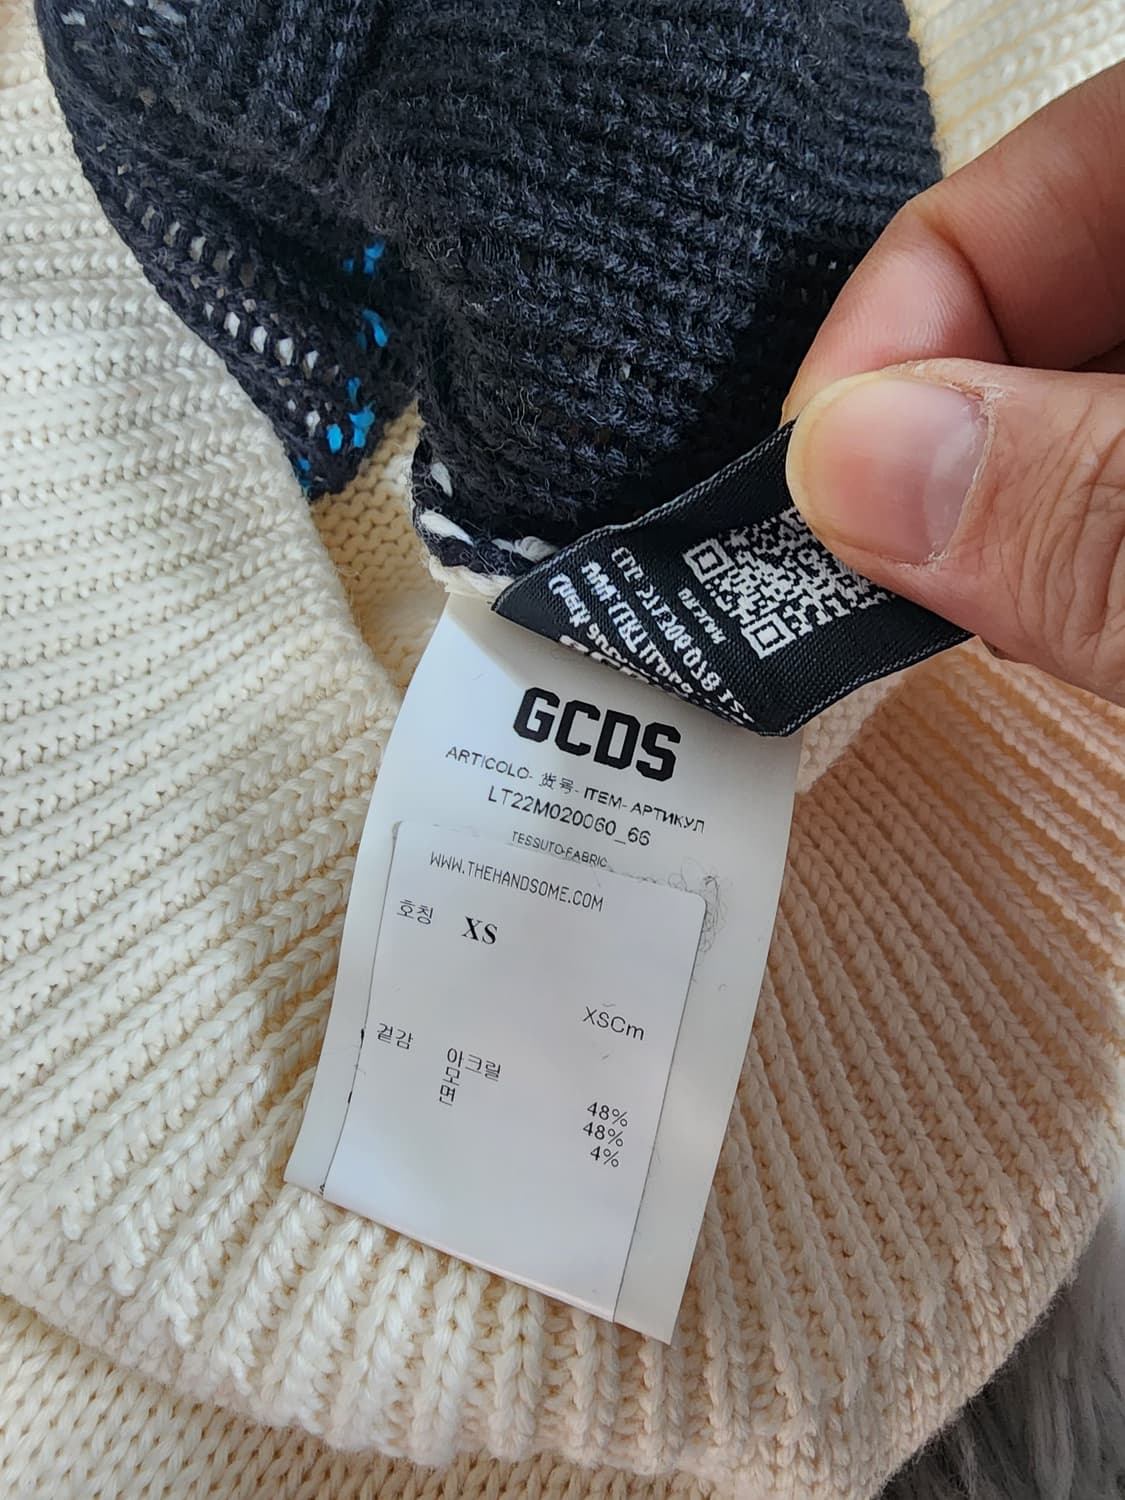 GCDS
ARTICOLO- 货号- ITEM- АРТИКУЛ
LT22M020060_66
TESSUTO-FABRIC
WWW.THEHANDSOME.COM
호칭 XS
XSCm
겉감
아크릴 48%
모 48%
면 4%